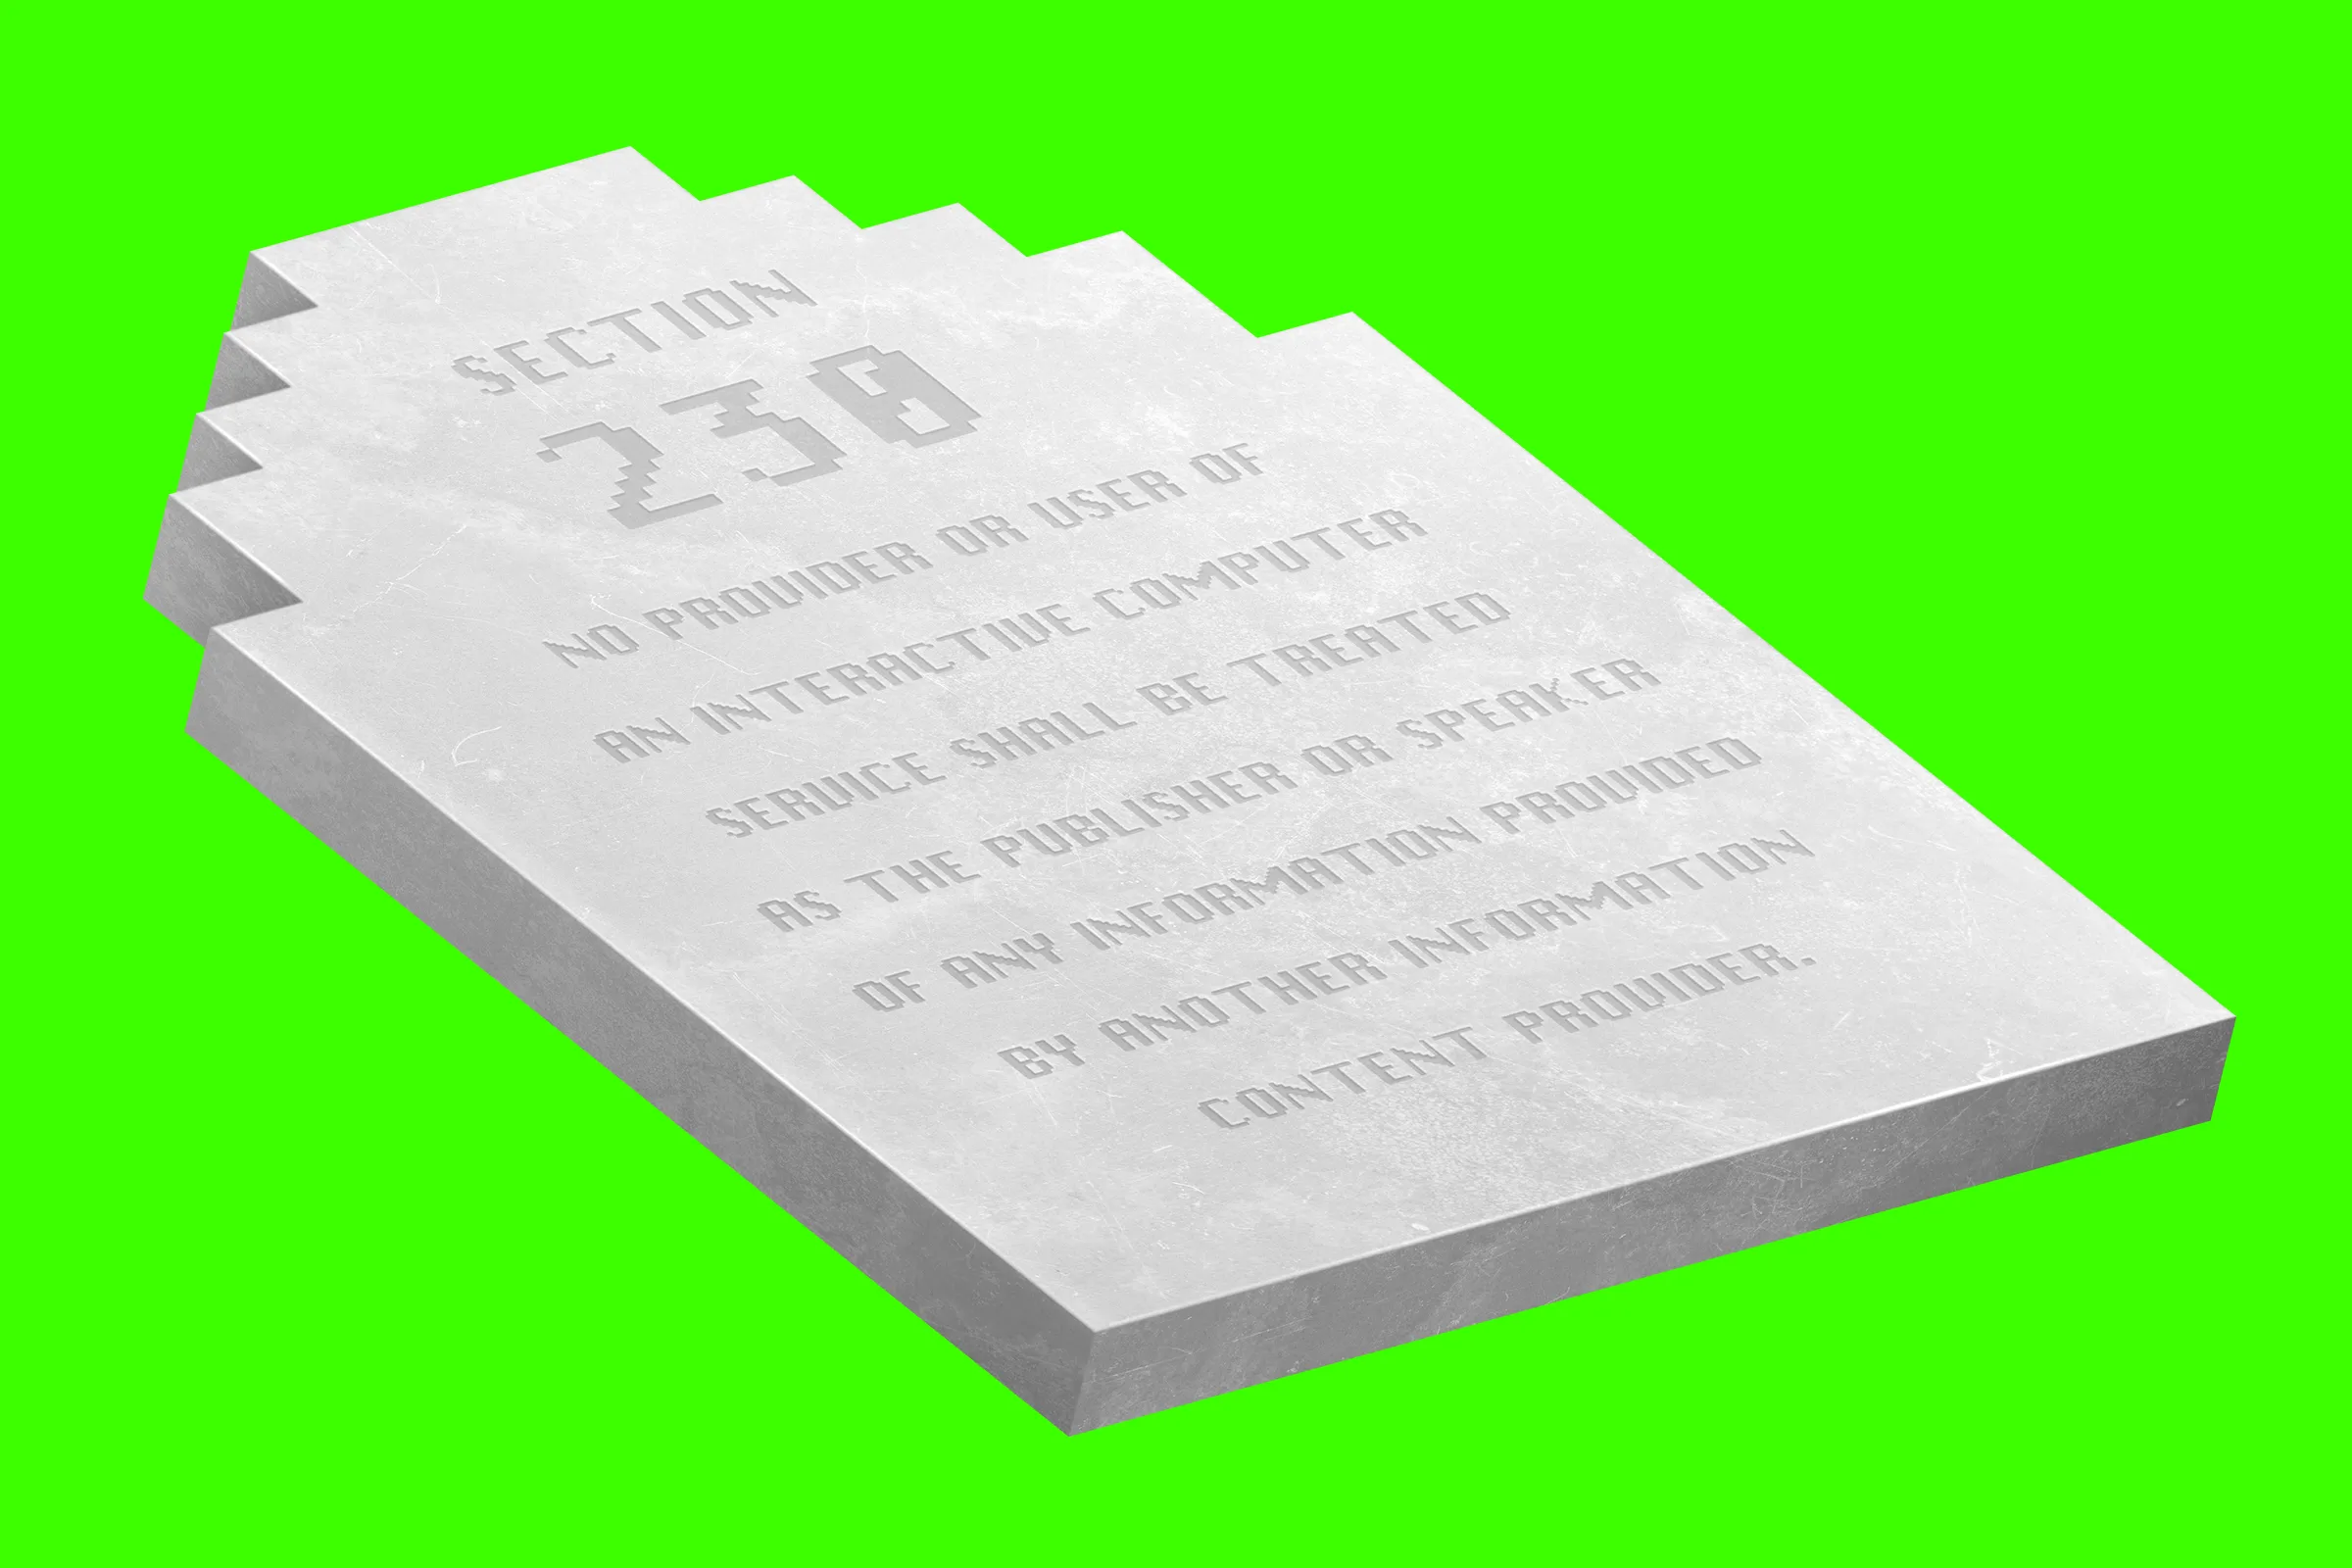 SECTION
230
NO PROVIDER OR USER OF
AN INTERACTIVE COMPUTER
SERVICE SHALL BE TREATED
AS THE PUBLISHER OR SPEAKER
OF ANY INFORMATION PROVIDED
BY ANOTHER INFORMATION
CONTENT PROVIDER.